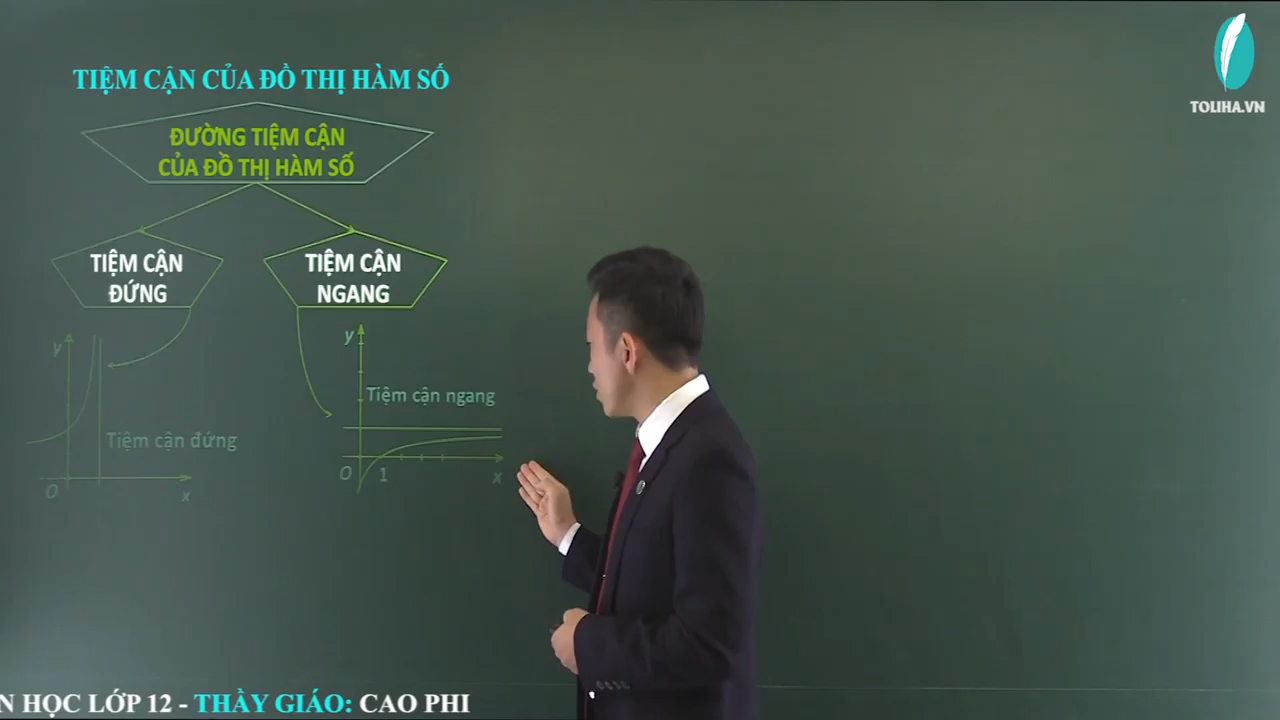 TIỆM CẬN CỦA ĐỒ THỊ HÀM SỐ
ĐƯỜNG TIỆM CẬN
CỦA ĐỒ THỊ HÀM SỐ
TIỆM CẬN
ĐỨNG
TIỆM CẬN
NGANG
y
Tiệm cận đứng
O
x
y
Tiệm cận ngang
O
1
x
TOLIHA.VN
N HỌC LỚP 12 - THẦY GIÁO: CAO PHI